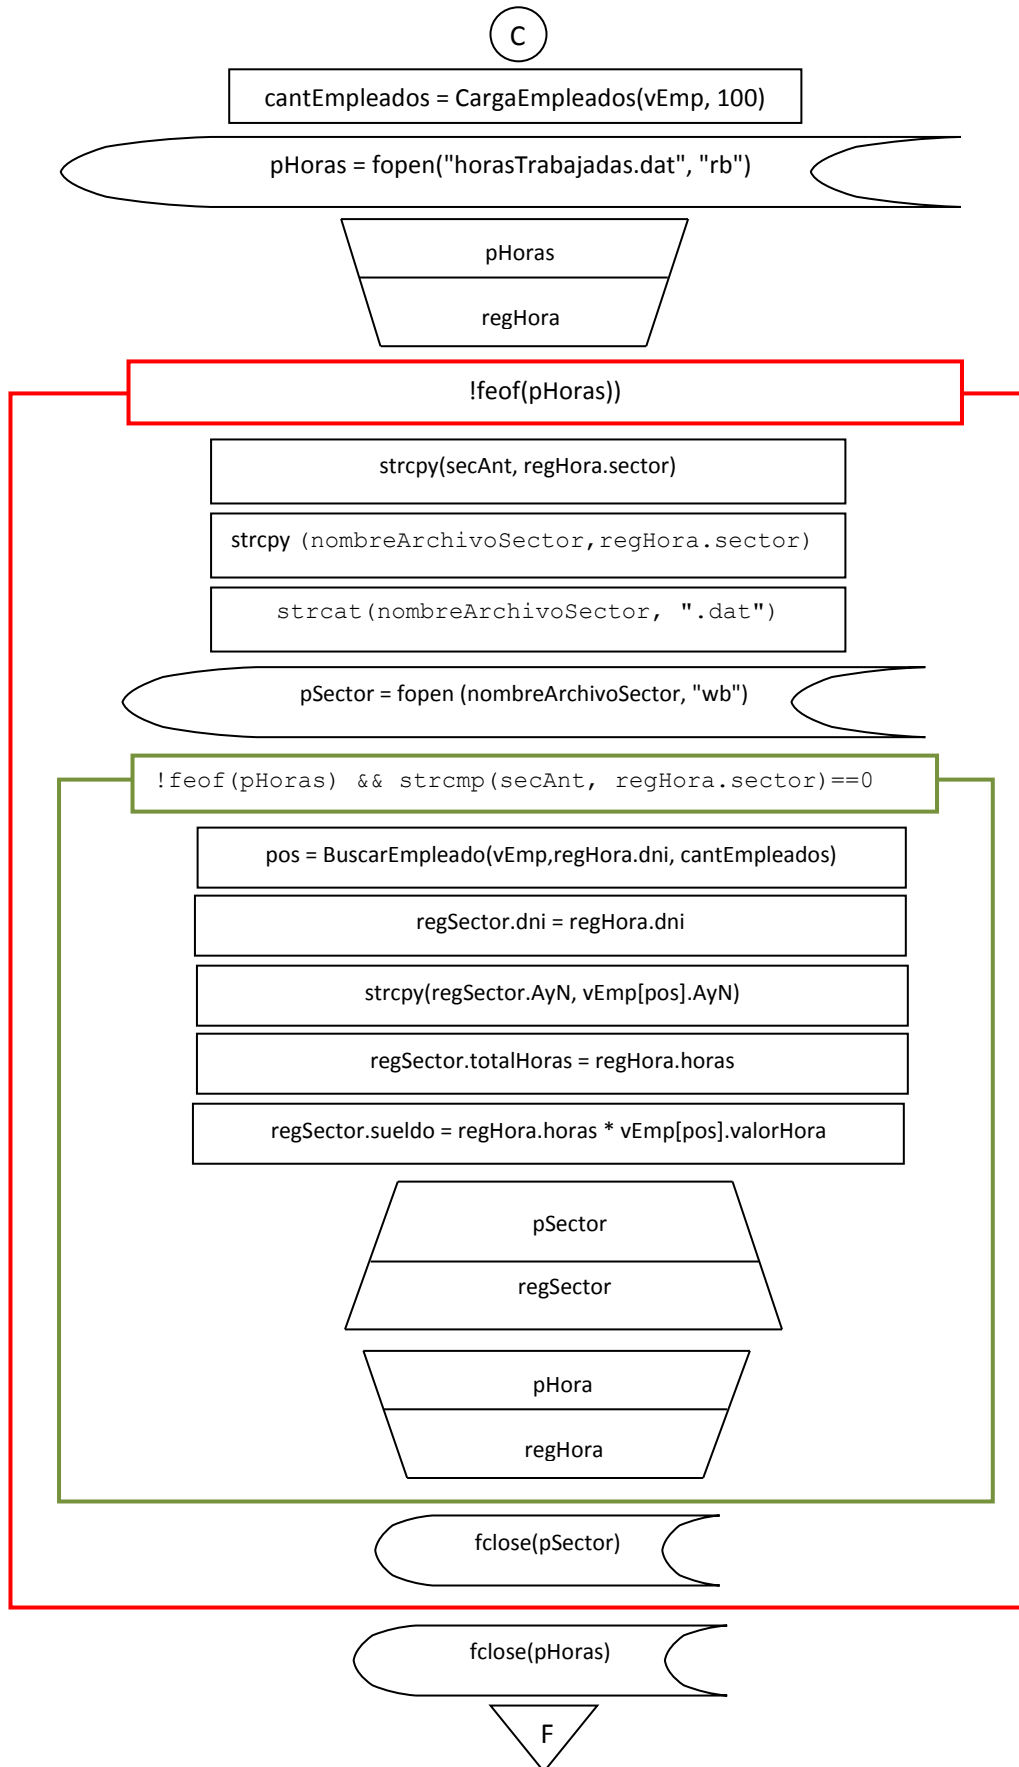 C
cantEmpleados = CargaEmpleados(vEmp, 100)
pHoras = fopen("horasTrabajadas.dat", "rb")
pHoras
regHora
!feof(pHoras))
strcpy(secAnt, regHora.sector)
strcpy (nombreArchivoSector,regHora.sector)
strcat(nombreArchivoSector, ".dat")
pSector = fopen (nombreArchivoSector, "wb")
!feof(pHoras) && strcmp(secAnt, regHora.sector)==0
pos = BuscarEmpleado(vEmp,regHora.dni, cantEmpleados)
regSector.dni = regHora.dni
strcpy(regSector.AyN, vEmp[pos].AyN)
regSector.totalHoras = regHora.horas
regSector.sueldo = regHora.horas * vEmp[pos].valorHora
pSector
regSector
pHora
regHora
fclose(pSector)
fclose(pHoras)
F